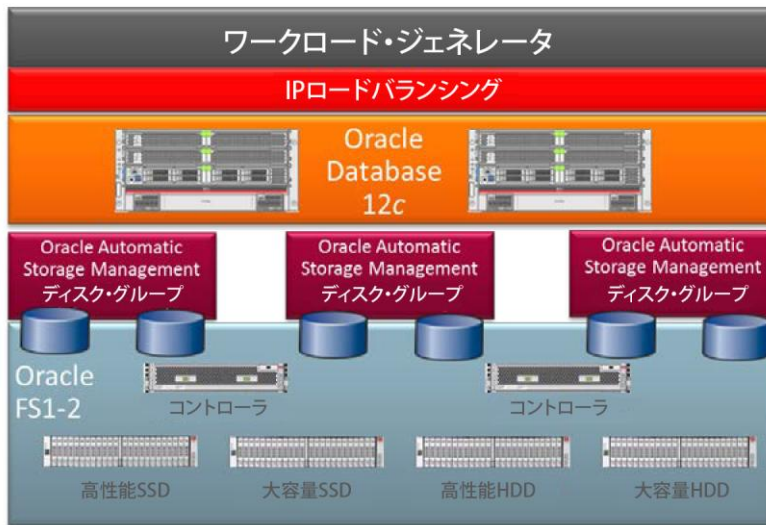 ワークロード・ジェネレータ
IPロードバランシング
Oracle
Database
12c
Oracle Automatic
Storage Management
ディスク・グループ
Oracle Automatic
Storage Management
ディスク・グループ
Oracle Automatic
Storage Management
ディスク・グループ
Oracle
FS1-2
コントローラ
コントローラ
高性能SSD
大容量SSD
高性能HDD
大容量HDD